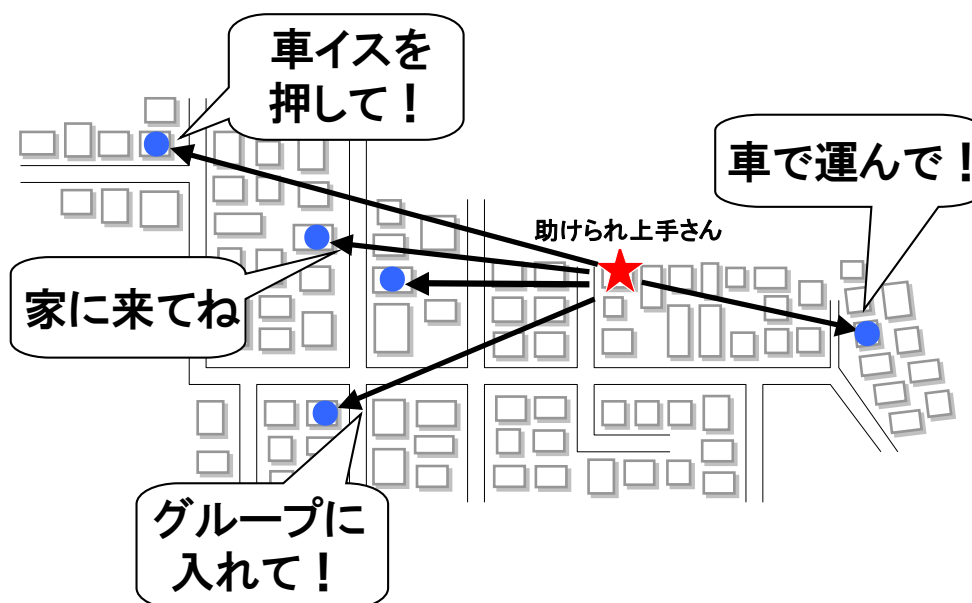 車イスを
押して！
車で運んで！
助けられ上手さん
家に来てね
グループに
入れて！